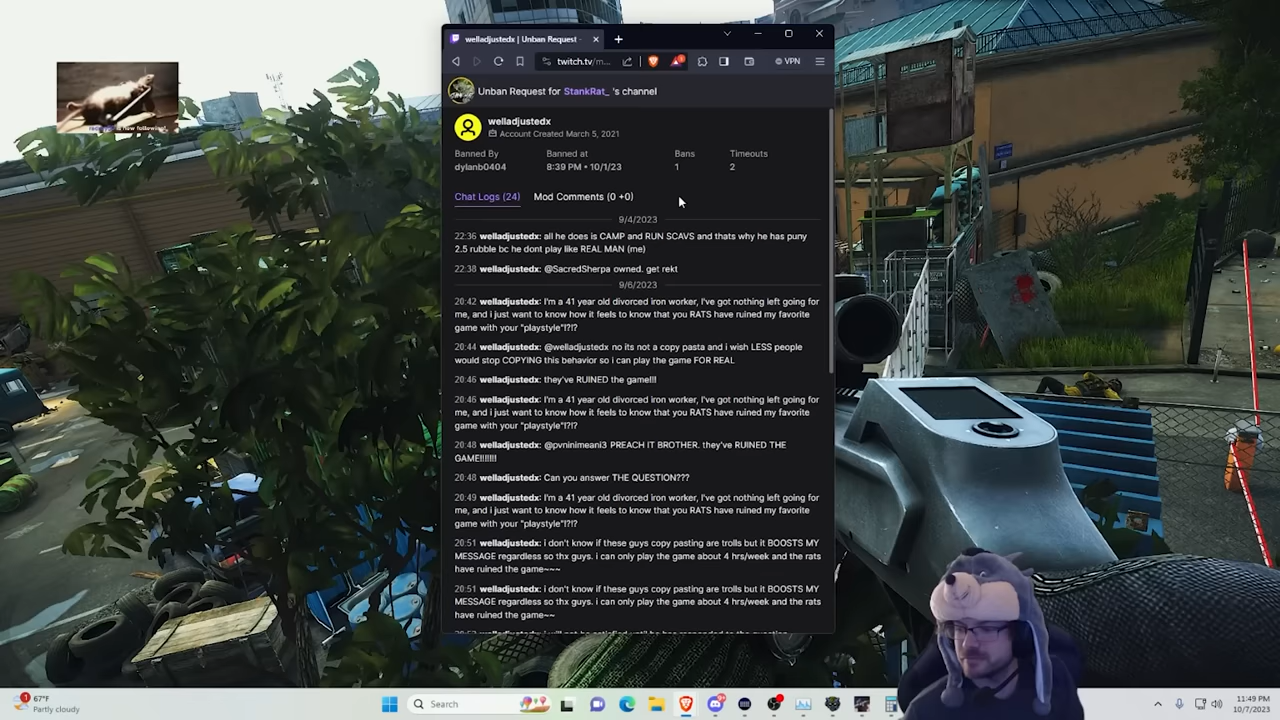 welladjustedx | Unban Request -
twitch.tv/m...
VPN
Unban Request for StankRat_ 's channel
welladjustedx
Account Created March 5, 2021
Banned By Banned at Bans Timeouts
dylanb0404 8:39 PM • 10/1/23 1 2
Chat Logs (24) Mod Comments (0 +0)
9/4/2023
22:36 welladjustedx: all he does is CAMP and RUN SCAVS and thats why he has puny
2.5 rubble bc he dont play like REAL MAN (me)
22:38 welladjustedx: @SacredSherpa owned. get rekt
9/6/2023
20:42 welladjustedx: I'm a 41 year old divorced iron worker, I've got nothing left going for
me, and i just want to know how it feels to know that you RATS have ruined my favorite
game with your "playstyle"!?!?
20:44 welladjustedx: @welladjustedx no its not a copy pasta and i wish LESS people
would stop COPYING this behavior so i can play the game FOR REAL
20:46 welladjustedx: they've RUINED the game!!!
20:46 welladjustedx: I'm a 41 year old divorced iron worker, I've got nothing left going for
me, and i just want to know how it feels to know that you RATS have ruined my favorite
game with your "playstyle"!?!?
20:48 welladjustedx: @pvninimeani3 PREACH IT BROTHER. they've RUINED THE
GAME!!!!!!!
20:48 welladjustedx: Can you answer THE QUESTION???
20:49 welladjustedx: I'm a 41 year old divorced iron worker, I've got nothing left going for
me, and i just want to know how it feels to know that you RATS have ruined my favorite
game with your "playstyle"!?!?
20:51 welladjustedx: i don't know if these guys copy pasting are trolls but it BOOSTS MY
MESSAGE regardless so thx guys. i can only play the game about 4 hrs/week and the rats
have ruined the game~~~
20:51 welladjustedx: i don't know if these guys copy pasting are trolls but it BOOSTS MY
MESSAGE regardless so thx guys. i can only play the game about 4 hrs/week and the rats
have ruined the game~~
is now following!
1
67°F
Partly cloudy
Search
11:49 PM
10/7/2023